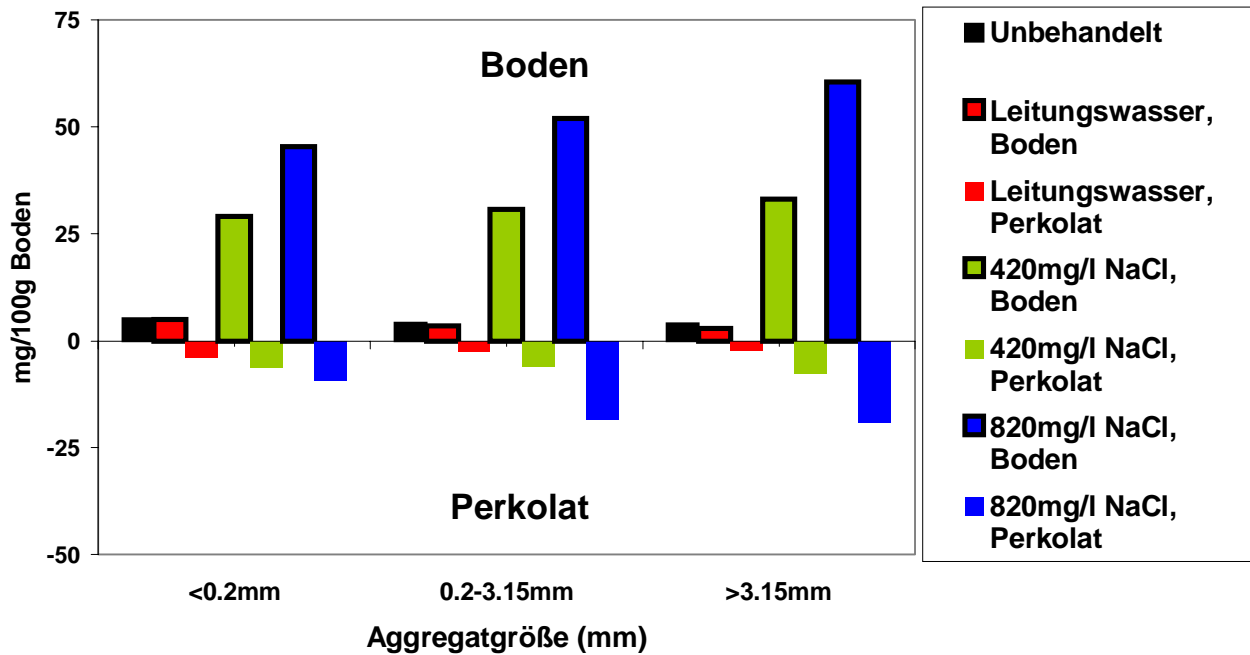 75
50
25
0
-25
-50
mg/100g Boden
Boden
Perkolat
<0.2mm
0.2-3.15mm
>3.15mm
Aggregatgröße (mm)
Unbehandelt
Leitungswasser,
Boden
Leitungswasser,
Perkolat
420mg/l NaCl,
Boden
420mg/l NaCl,
Perkolat
820mg/l NaCl,
Boden
820mg/l NaCl,
Perkolat